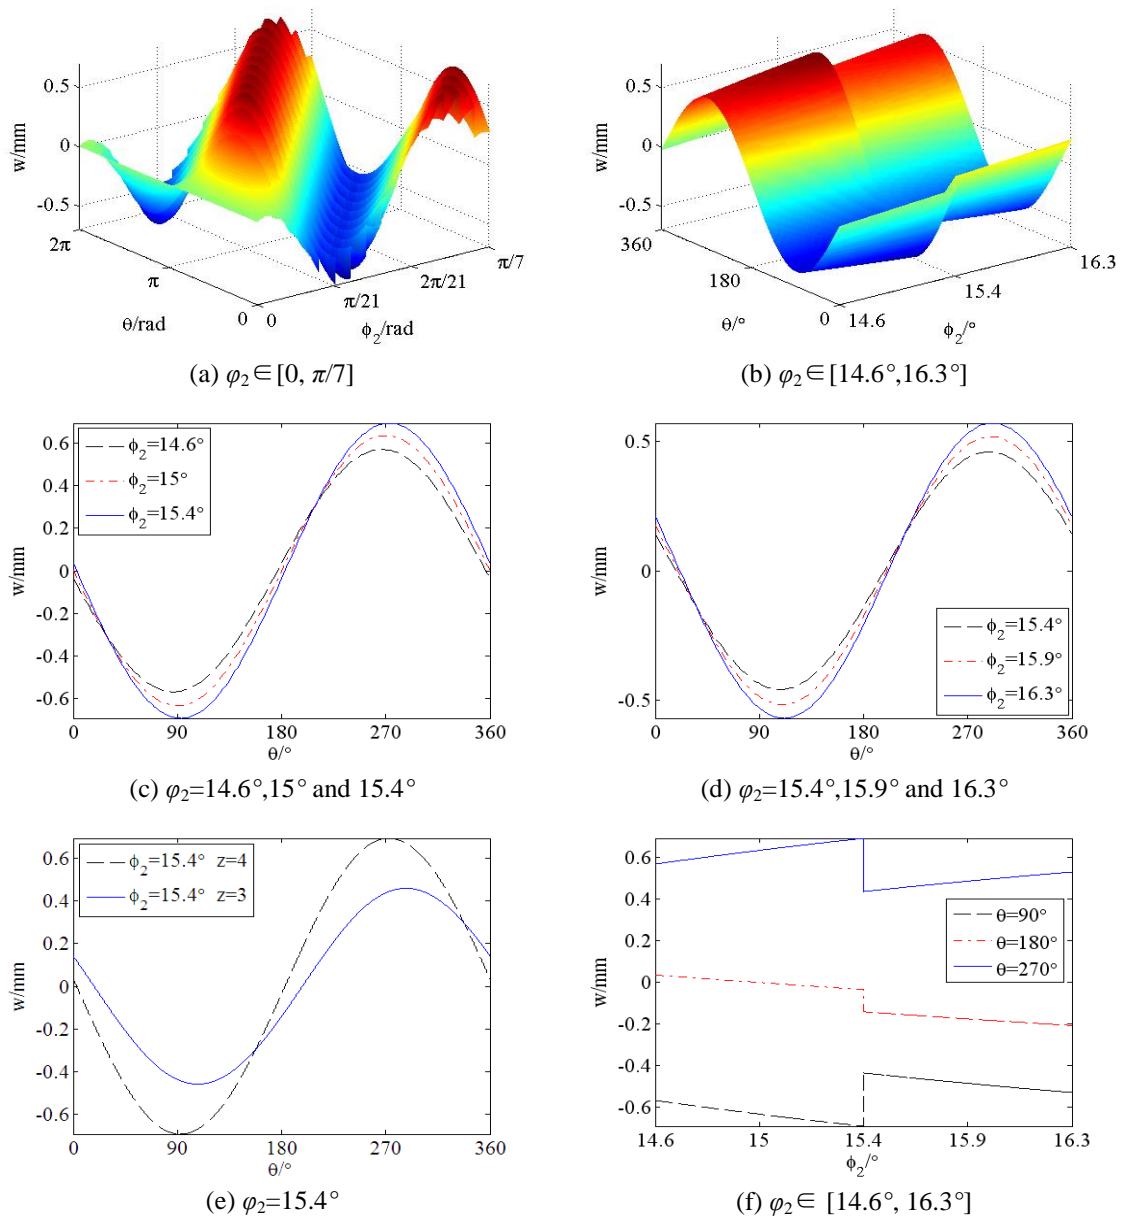 w/mm
0.5
0
-0.5
2π
π
0
θ/rad
0
π/21
2π/21
π/7
ϕ2/rad
(a) φ2∈[0, π/7]
w/mm
0.5
0
-0.5
360
180
0
θ/°
14.6
15.4
16.3
ϕ2/°
(b) φ2∈[14.6°,16.3°]
w/mm
0.6
0.4
0.2
0
-0.2
-0.4
-0.6
ϕ2=14.6°
ϕ2=15°
ϕ2=15.4°
0 90 180 270 360
θ/°
(c) φ2=14.6°,15° and 15.4°
w/mm
0.5
0
-0.5
ϕ2=15.4°
ϕ2=15.9°
ϕ2=16.3°
0 90 180 270 360
θ/°
(d) φ2=15.4°,15.9° and 16.3°
w/mm
0.6
0.4
0.2
0
-0.2
-0.4
-0.6
ϕ2=15.4° z=4
ϕ2=15.4° z=3
0 90 180 270 360
θ/°
(e) φ2=15.4°
w/mm
0.6
0.4
0.2
0
-0.2
-0.4
-0.6
θ=90°
θ=180°
θ=270°
14.6 15 15.4 15.9 16.3
ϕ2/°
(f) φ2∈ [14.6°, 16.3°]